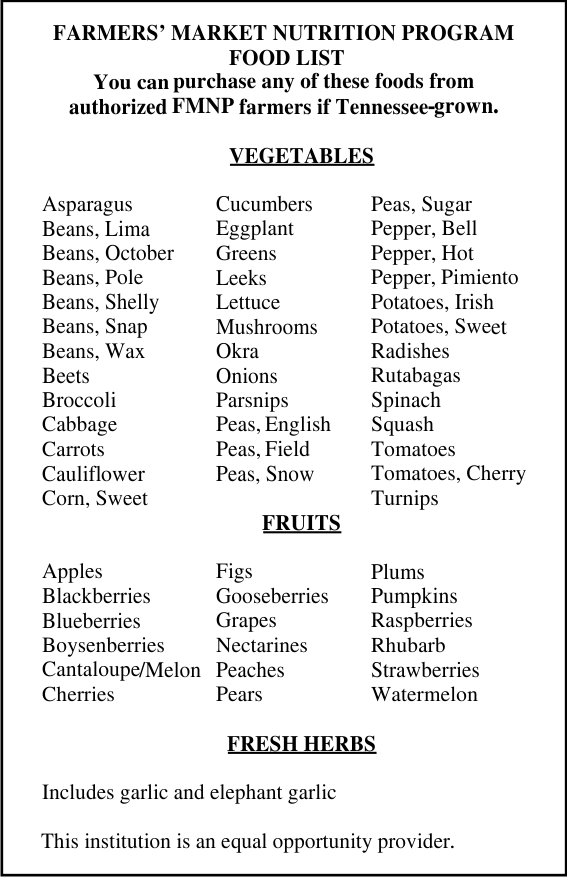 FARMERS’ MARKET NUTRITION PROGRAM
FOOD LIST
You can purchase any of these foods from
authorized FMNP farmers if Tennessee-grown.
VEGETABLES
Asparagus
Beans, Lima
Beans, October
Beans, Pole
Beans, Shelly
Beans, Snap
Beans, Wax
Beets
Broccoli
Cabbage
Carrots
Cauliflower
Corn, Sweet
Cucumbers
Eggplant
Greens
Leeks
Lettuce
Mushrooms
Okra
Onions
Parsnips
Peas, English
Peas, Field
Peas, Snow
Peas, Sugar
Pepper, Bell
Pepper, Hot
Pepper, Pimiento
Potatoes, Irish
Potatoes, Sweet
Radishes
Rutabagas
Spinach
Squash
Tomatoes
Tomatoes, Cherry
Turnips
FRUITS
Apples
Blackberries
Blueberries
Boysenberries
Cantaloupe/Melon
Cherries
Figs
Gooseberries
Grapes
Nectarines
Peaches
Pears
Plums
Pumpkins
Raspberries
Rhubarb
Strawberries
Watermelon
FRESH HERBS
Includes garlic and elephant garlic
This institution is an equal opportunity provider.